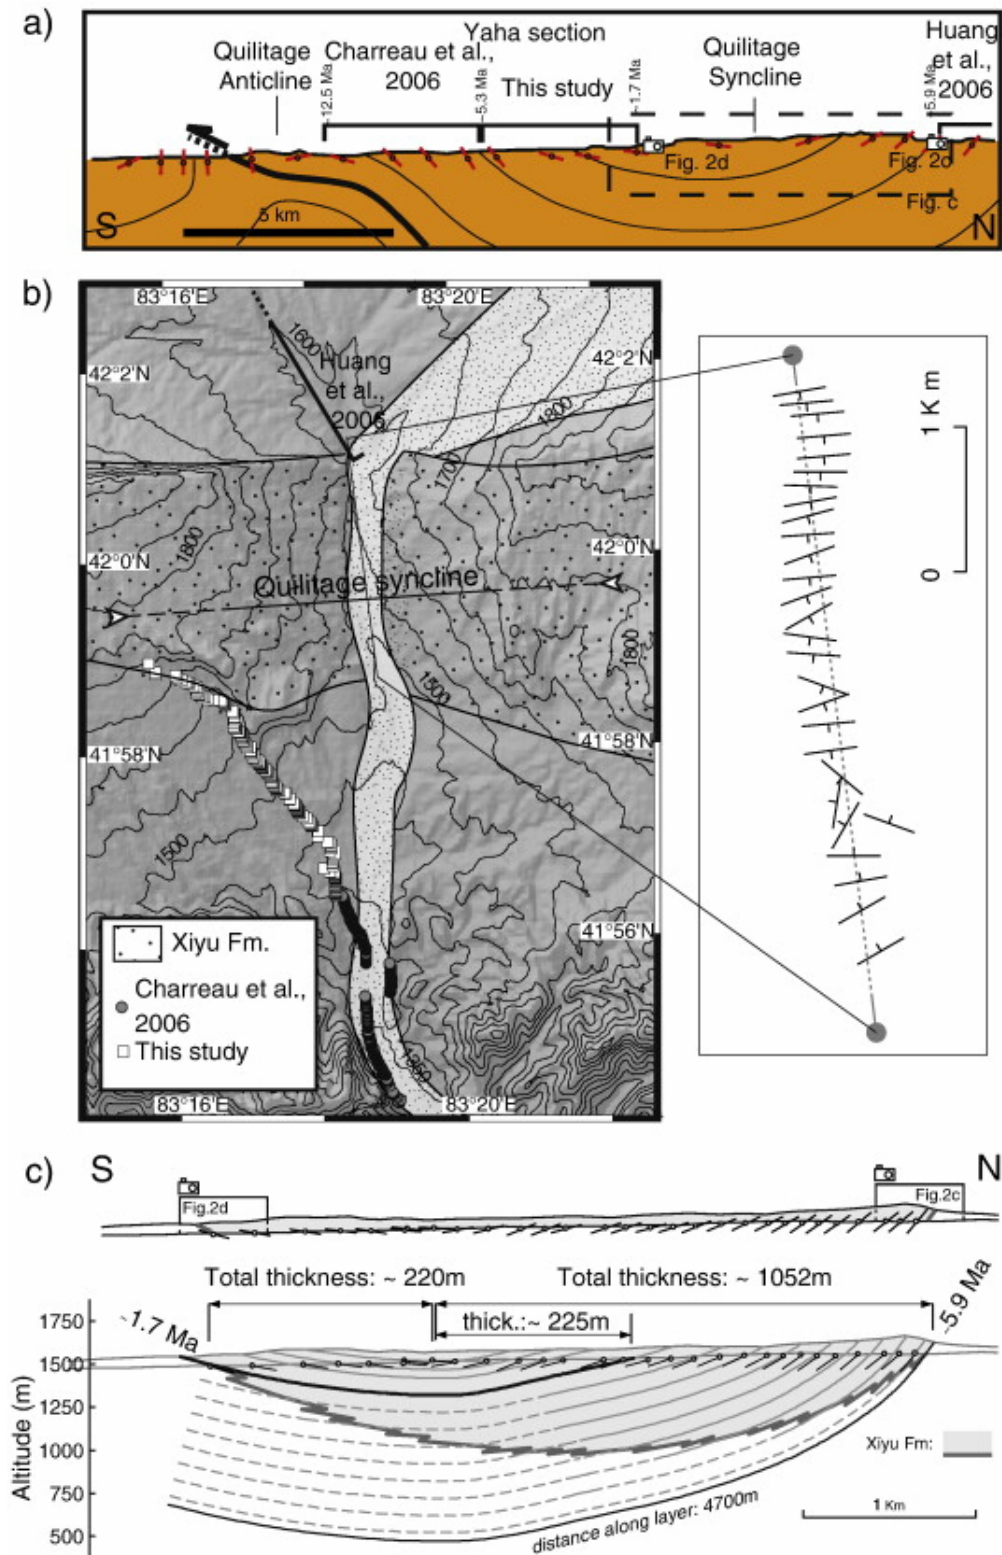 a)
Yaha section
Quilitage
Anticline
~12.5 Ma
Charreau et al.,
2006
~5.3 Ma
This study
~1.7 Ma
Quilitage
Syncline
~5.9 Ma
Huang
et al.,
2006
Fig. 2d
Fig. 2c
Fig. c
S
5 km
N
b)
83°16'E
83°20'E
42°2'N
42°2'N
1600
Huang
et al.,
2006
1800
1700
1800
42°0'N
42°0'N
Quilitage syncline
1800
1500
41°58'N
41°58'N
1500
41°56'N
Xiyu Fm.
Charreau et al.,
2006
This study
83°16'E
83°20'E
1 Km
0
c)
S
N
Fig.2d
Fig.2c
Total thickness: ~ 220m
Total thickness: ~ 1052m
thick.:~ 225m
~1.7 Ma
~5.9 Ma
Altitude (m)
1750
1500
1250
1000
750
500
Xiyu Fm:
distance along layer: 4700m
1 Km